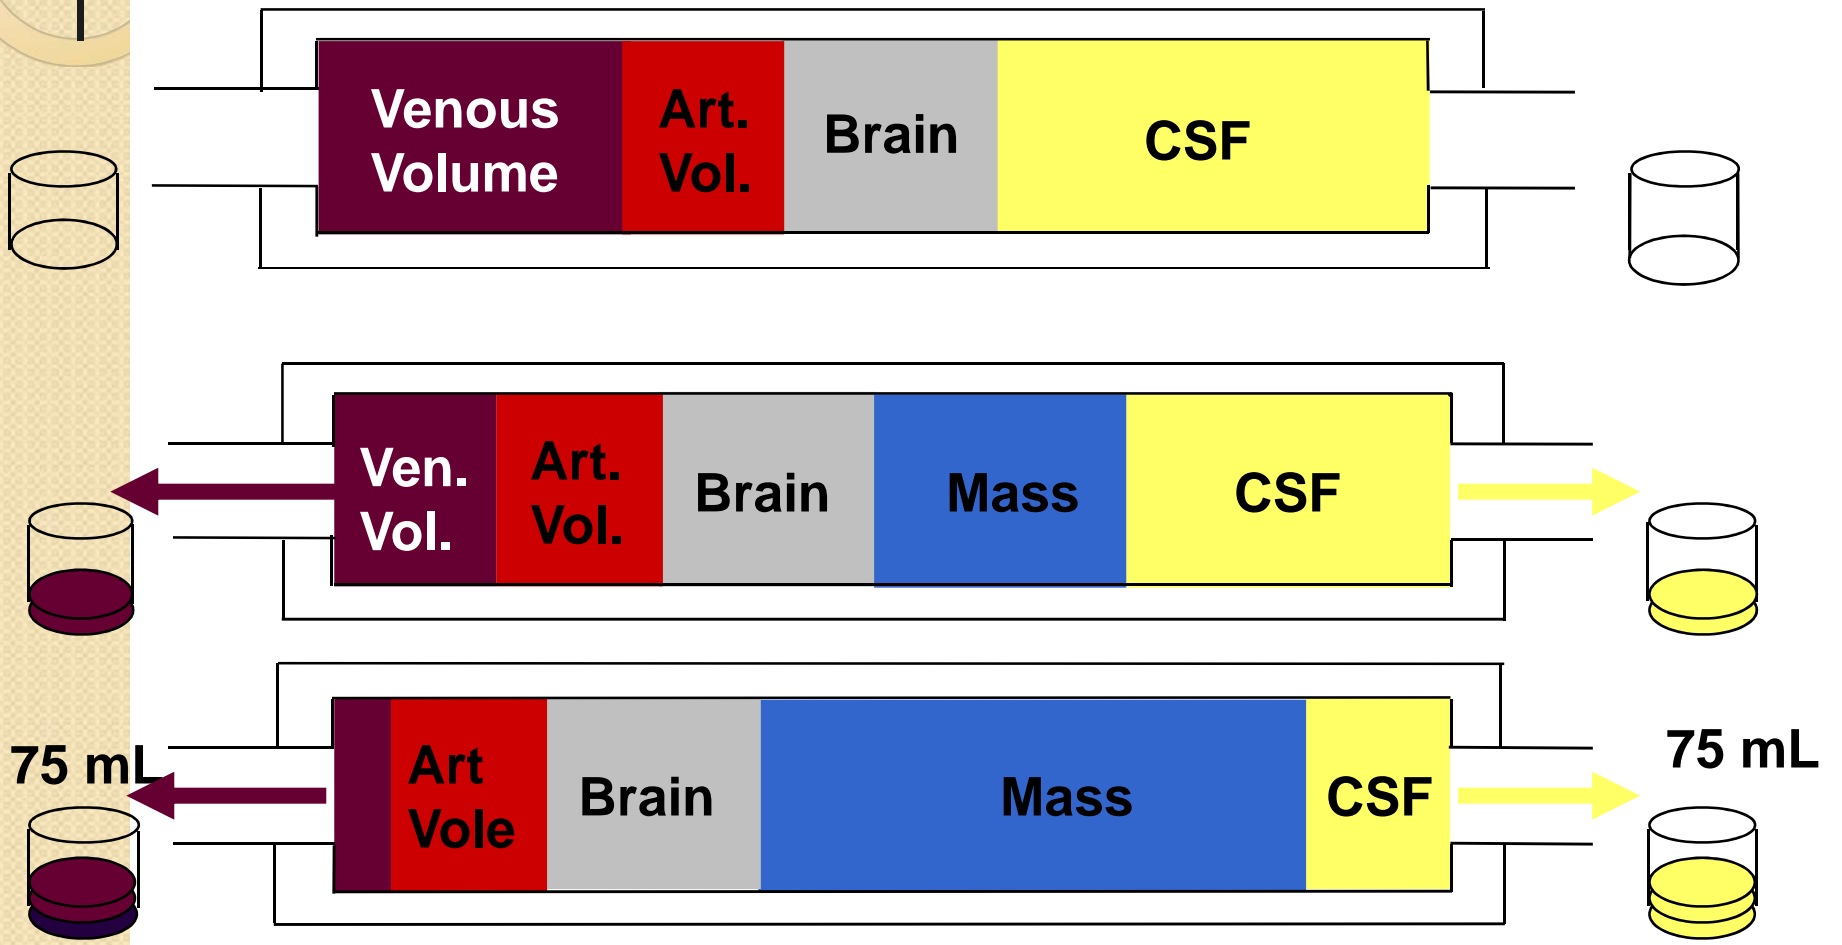 Venous
Volume
Art.
Vol.
Brain
CSF
Ven.
Vol.
Art.
Vol.
Brain
Mass
CSF
75 mL
Art
Vole
Brain
Mass
CSF
75 mL